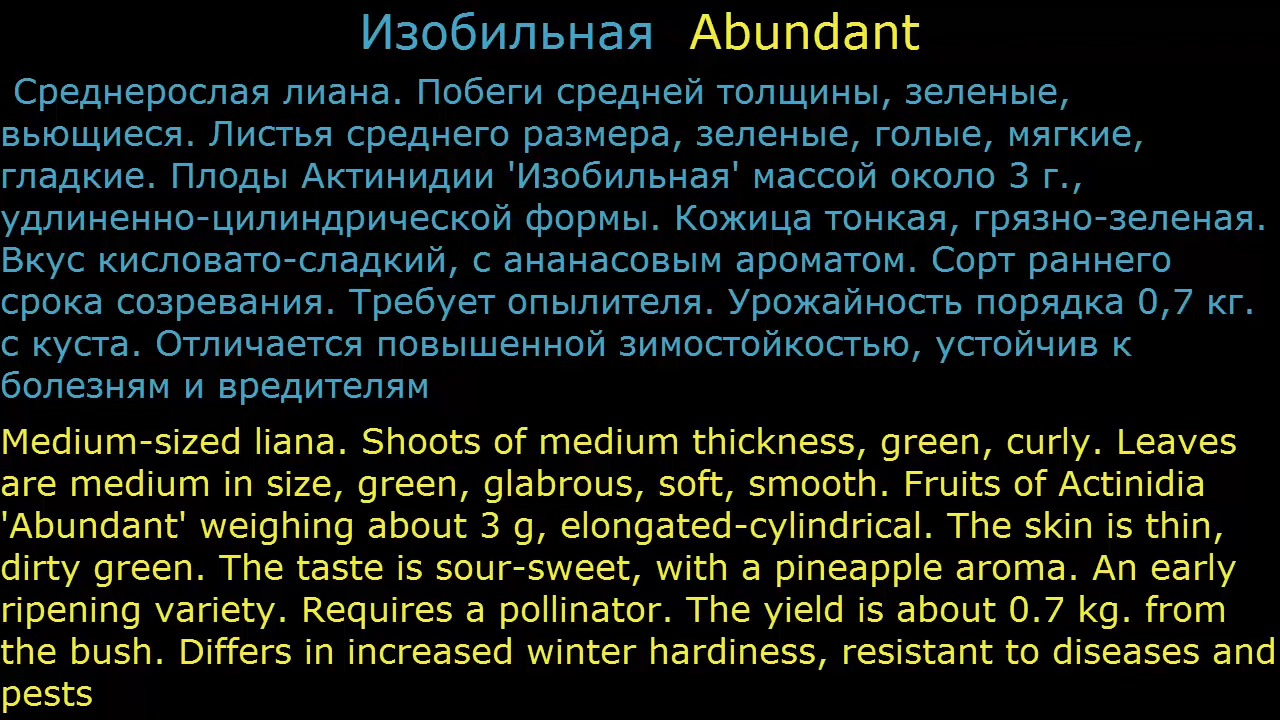 Изобильная Abundant
Среднерослая лиана. Побеги средней толщины, зеленые,
вьющиеся. Листья среднего размера, зеленые, голые, мягкие,
гладкие. Плоды Актинидии 'Изобильная' массой около 3 г.,
удлиненно-цилиндрической формы. Кожица тонкая, грязно-зеленая.
Вкус кисловато-сладкий, с ананасовым ароматом. Сорт раннего
срока созревания. Требует опылителя. Урожайность порядка 0,7 кг.
с куста. Отличается повышенной зимостойкостью, устойчив к
болезням и вредителям
Medium-sized liana. Shoots of medium thickness, green, curly. Leaves
are medium in size, green, glabrous, soft, smooth. Fruits of Actinidia
'Abundant' weighing about 3 g, elongated-cylindrical. The skin is thin,
dirty green. The taste is sour-sweet, with a pineapple aroma. An early
ripening variety. Requires a pollinator. The yield is about 0.7 kg. from
the bush. Differs in increased winter hardiness, resistant to diseases and
pests